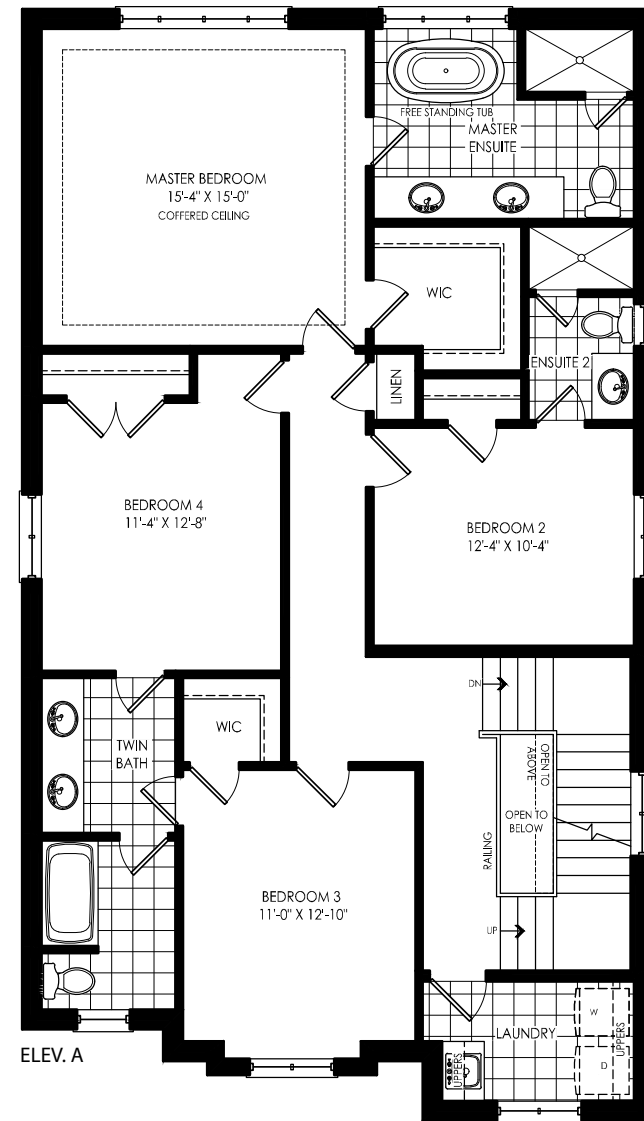 FREE STANDING TUB
MASTER
ENSUITE
MASTER BEDROOM
15'-4" X 15'-0"
COFFERED CEILING
WIC
ENSUITE 2
LINEN
BEDROOM 4
11'-4" X 12'-8"
BEDROOM 2
12'-4" X 10'-4"
DN
WIC
TWIN
BATH
OPEN TO
ABOVE
OPEN TO
BELOW
RAILING
BEDROOM 3
11'-0" X 12'-10"
UP
LAUNDRY
W
UPPERS
D
UPPERS
ELEV. A